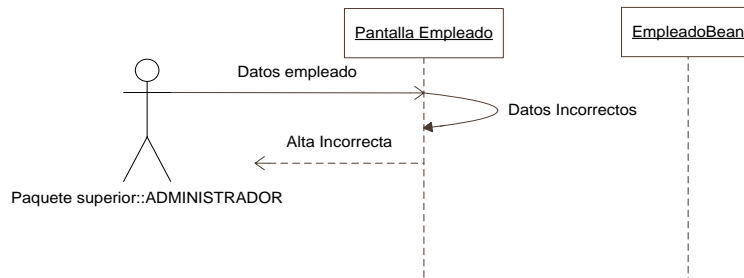 Pantalla Empleado
EmpleadoBean
Datos empleado
Datos Incorrectos
Alta Incorrecta
Paquete superior::ADMINISTRADOR